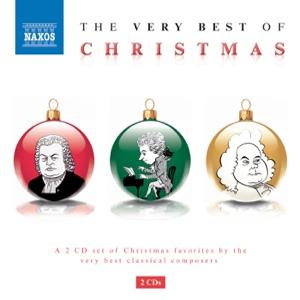 NAXOS
THE VERY BEST OF
CHRISTMAS
A 2 CD set of Christmas favorites by the
very best classical composers
2 CDs